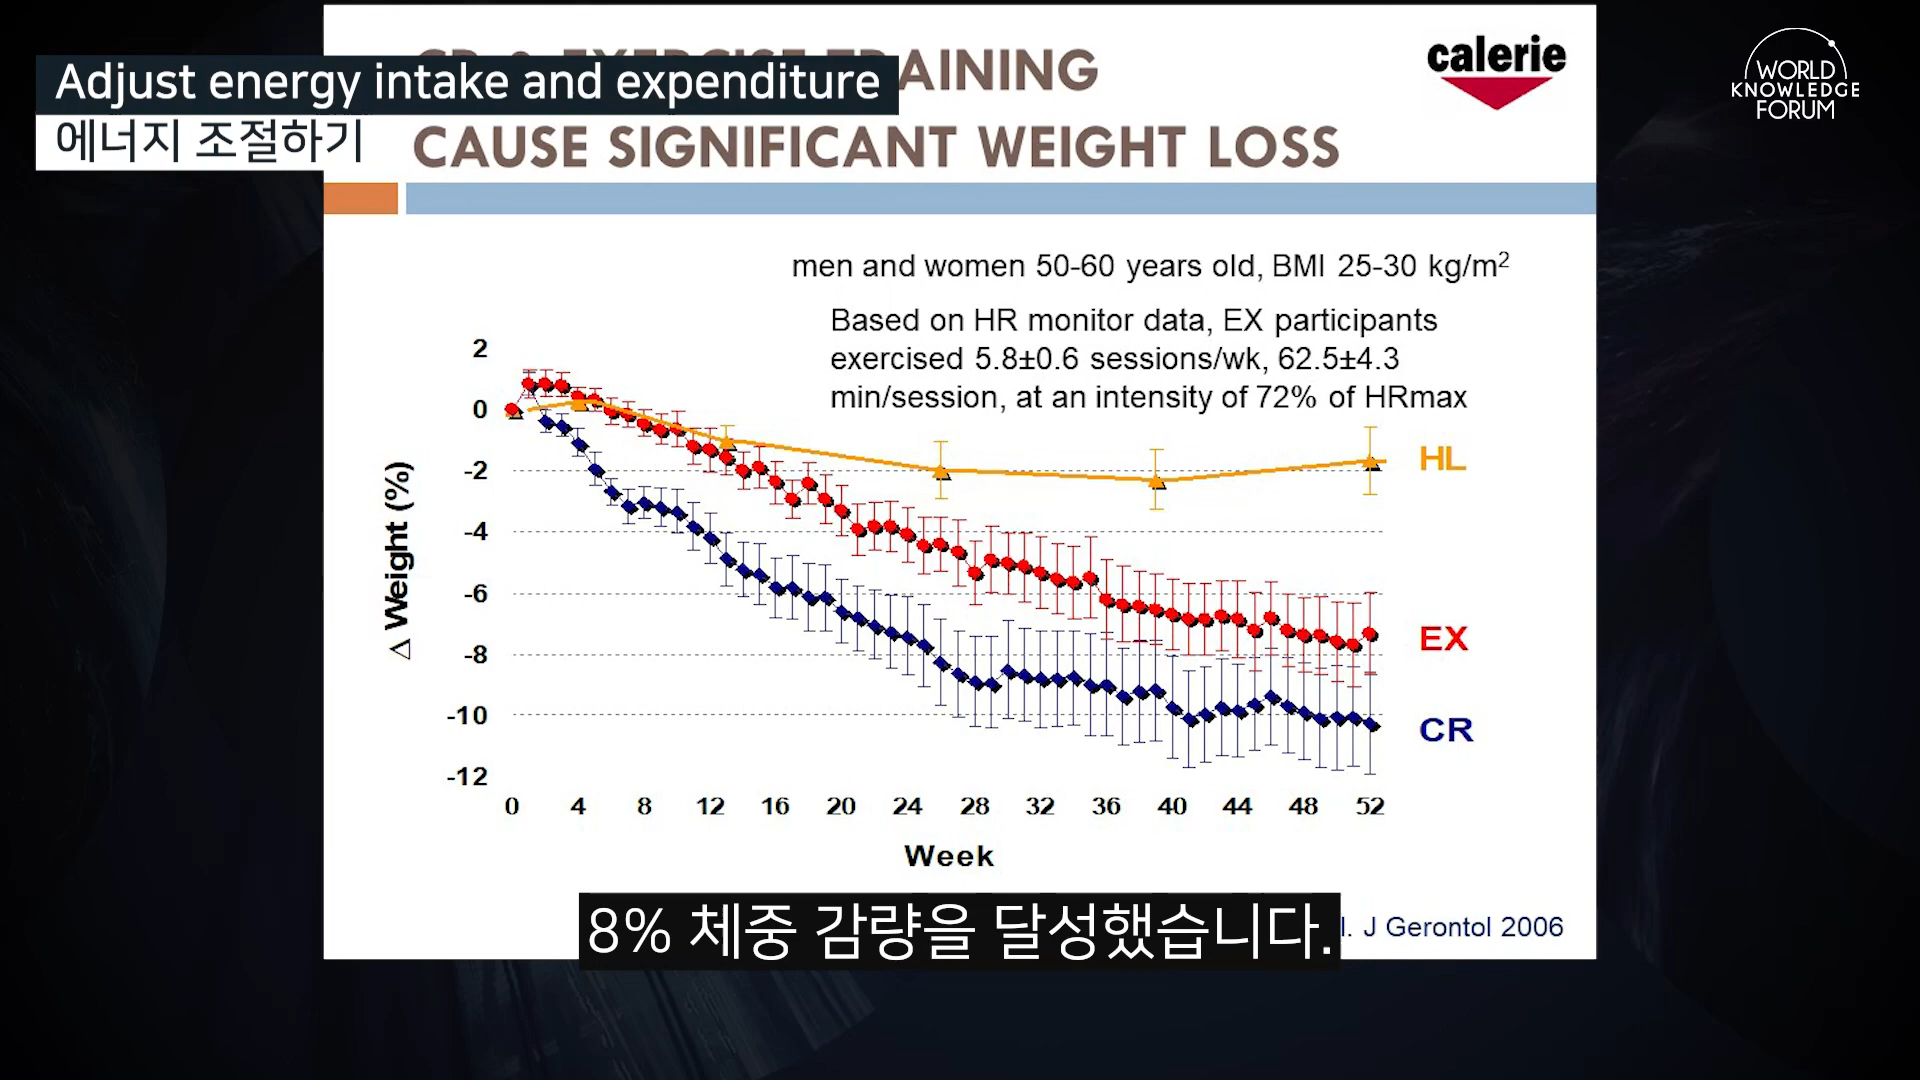 Adjust energy intake and expenditure
에너지 조절하기
AINING
CAUSE SIGNIFICANT WEIGHT LOSS
calerie
WORLD
KNOWLEDGE
FORUM
men and women 50-60 years old, BMI 25-30 kg/m²
Based on HR monitor data, EX participants
exercised 5.8±0.6 sessions/wk, 62.5±4.3
min/session, at an intensity of 72% of HRmax
2
0
-2
-4
-6
-8
-10
-12
Δ Weight (%)
HL
EX
CR
0 4 8 12 16 20 24 28 32 36 40 44 48 52
Week
8% 체중 감량을 달성했습니다.
J Gerontol 2006